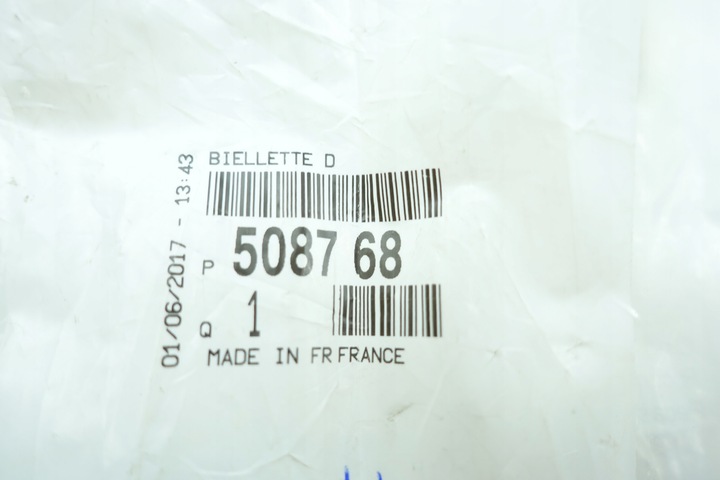 BIELLETTE D
P 5087 68
Q 1
MADE IN FR FRANCE
01/06/2017 - 13:43